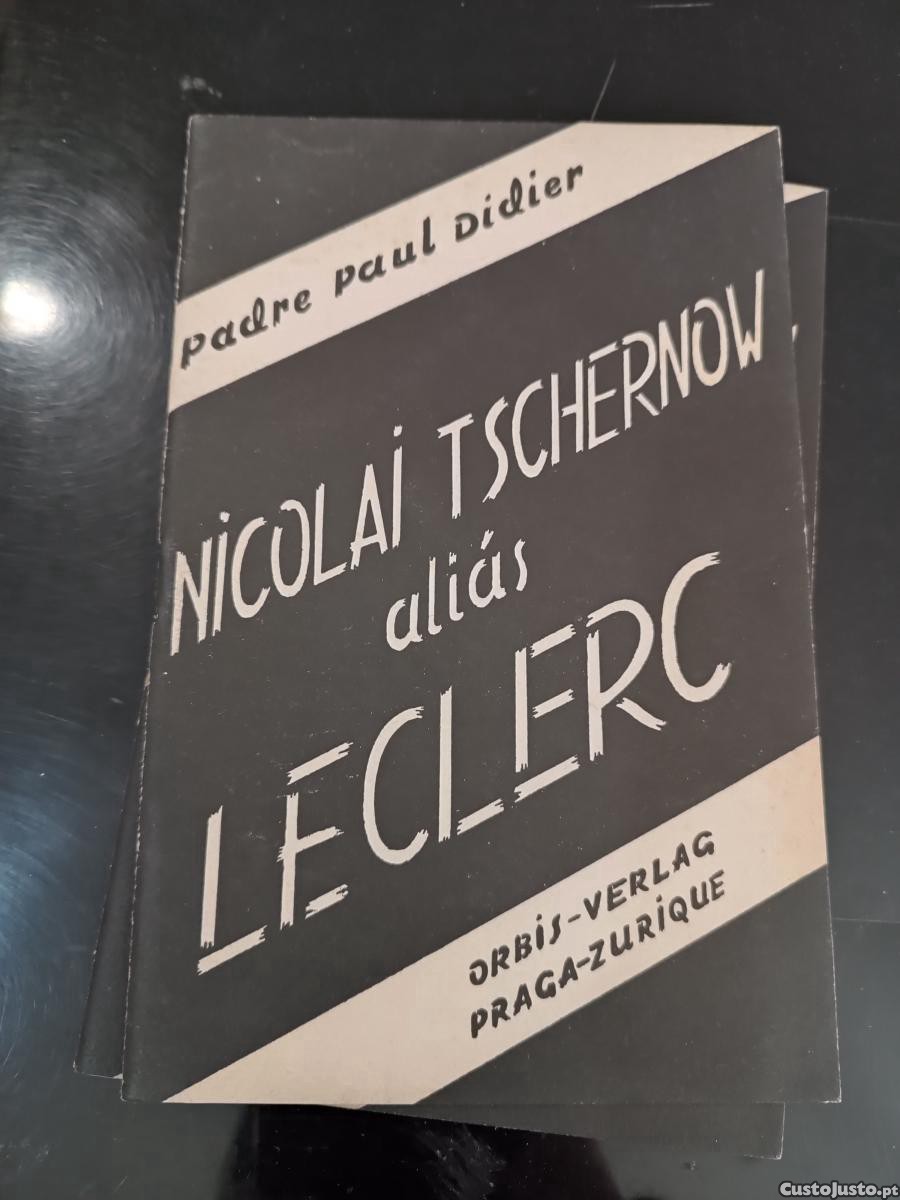 Padre Paul Didier
NICOLAi TSCHERNOW
aliás
LECLERC
ORBiS-VERLAG
PRAGA-ZURiQUE
CustoJusto.pt